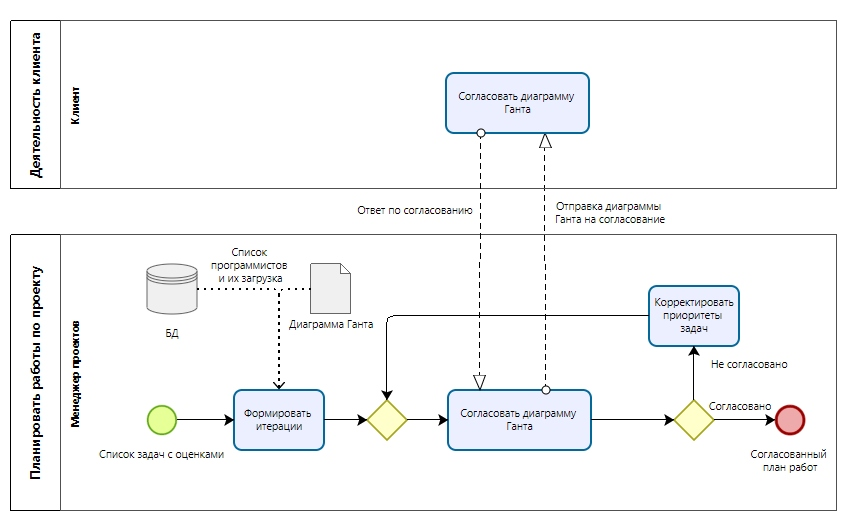 Деятельность клиента
Клиент
Согласовать диаграмму
Ганта
Ответ по согласованию
Отправка диаграммы
Ганта на согласование
Планировать работы по проекту
Менеджер проектов
Список
программистов
и их загрузка
БД
Диаграмма Ганта
Корректировать
приоритеты
задач
Не согласовано
Список задач с оценками
Формировать
итерации
Согласовать диаграмму
Ганта
Согласовано
Согласованный
план работ